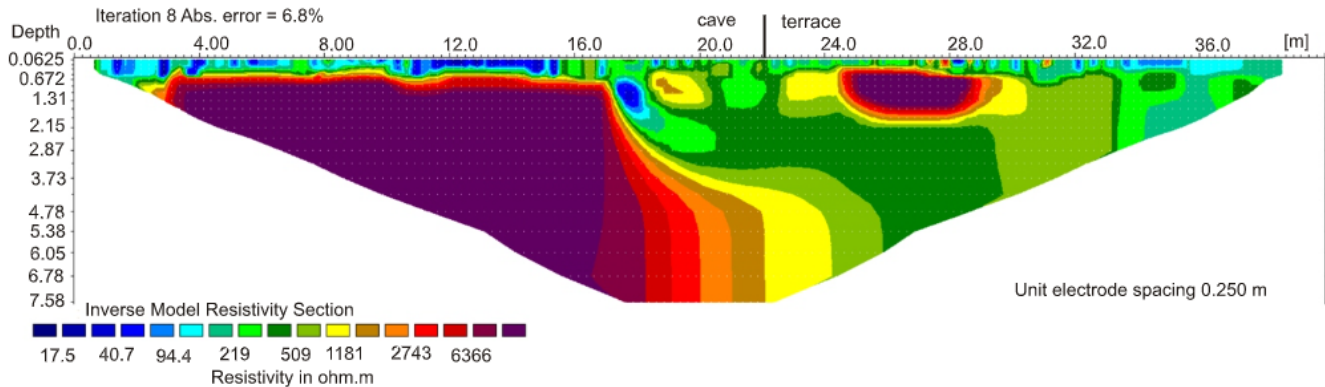 Iteration 8 Abs. error = 6.8%
cave terrace
Depth
0.0 4.00 8.00 12.0 16.0 20.0 24.0 28.0 32.0 36.0 [m]
0.0625
0.672
1.31
2.15
2.87
3.73
4.78
5.38
6.05
6.78
7.58
Unit electrode spacing 0.250 m
Inverse Model Resistivity Section
17.5 40.7 94.4 219 509 1181 2743 6366
Resistivity in ohm.m